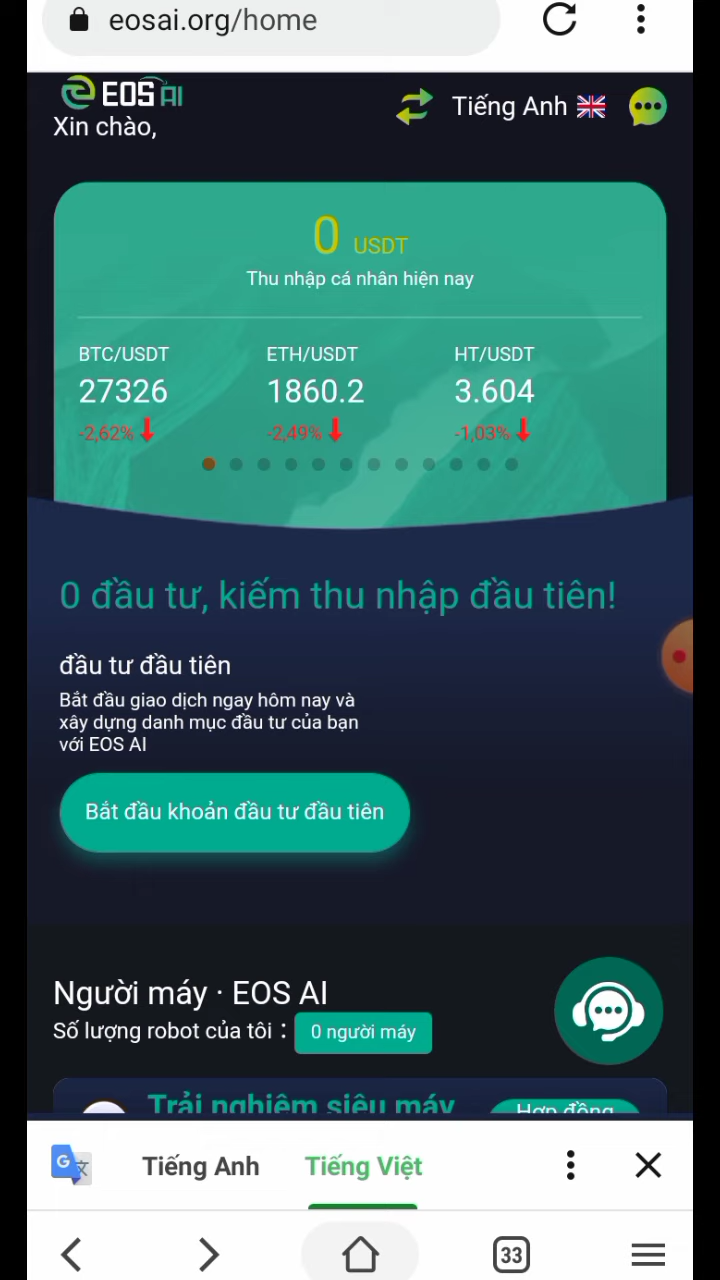 eosai.org/home
EOS AI
Tiếng Anh
Xin chào,
0 USDT
Thu nhập cá nhân hiện nay
BTC/USDT ETH/USDT HT/USDT
27326 1860.2 3.604
-2,62% -2,49% -1,03%
0 đầu tư, kiếm thu nhập đầu tiên!
đầu tư đầu tiên
Bắt đầu giao dịch ngay hôm nay và
xây dựng danh mục đầu tư của bạn
với EOS AI
Bắt đầu khoản đầu tư đầu tiên
Người máy · EOS AI
Số lượng robot của tôi : 0 người máy
Trải nghiệm siêu máy
Hợp đồng
G 文
Tiếng Anh Tiếng Việt
33